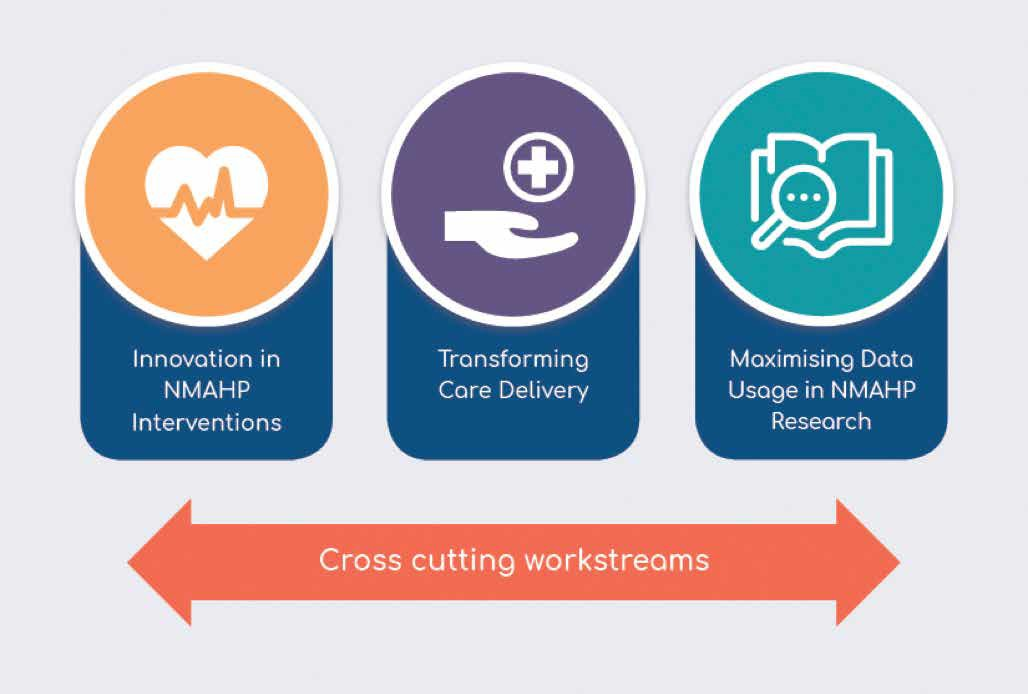 Innovation in
NMAHP
Interventions
Transforming
Care Delivery
Maximising Data
Usage in NMAHP
Research
Cross cutting workstreams